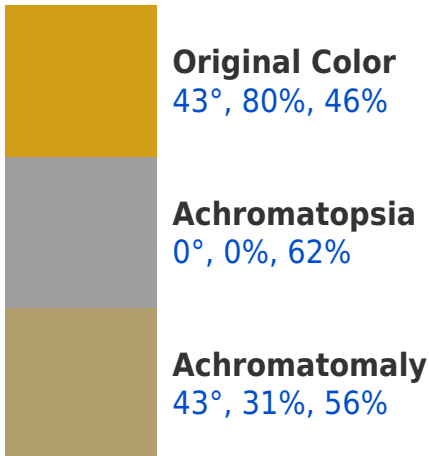 Original Color
43°, 80%, 46%
Achromatopsia
0°, 0%, 62%
Achromatomaly
43°, 31%, 56%